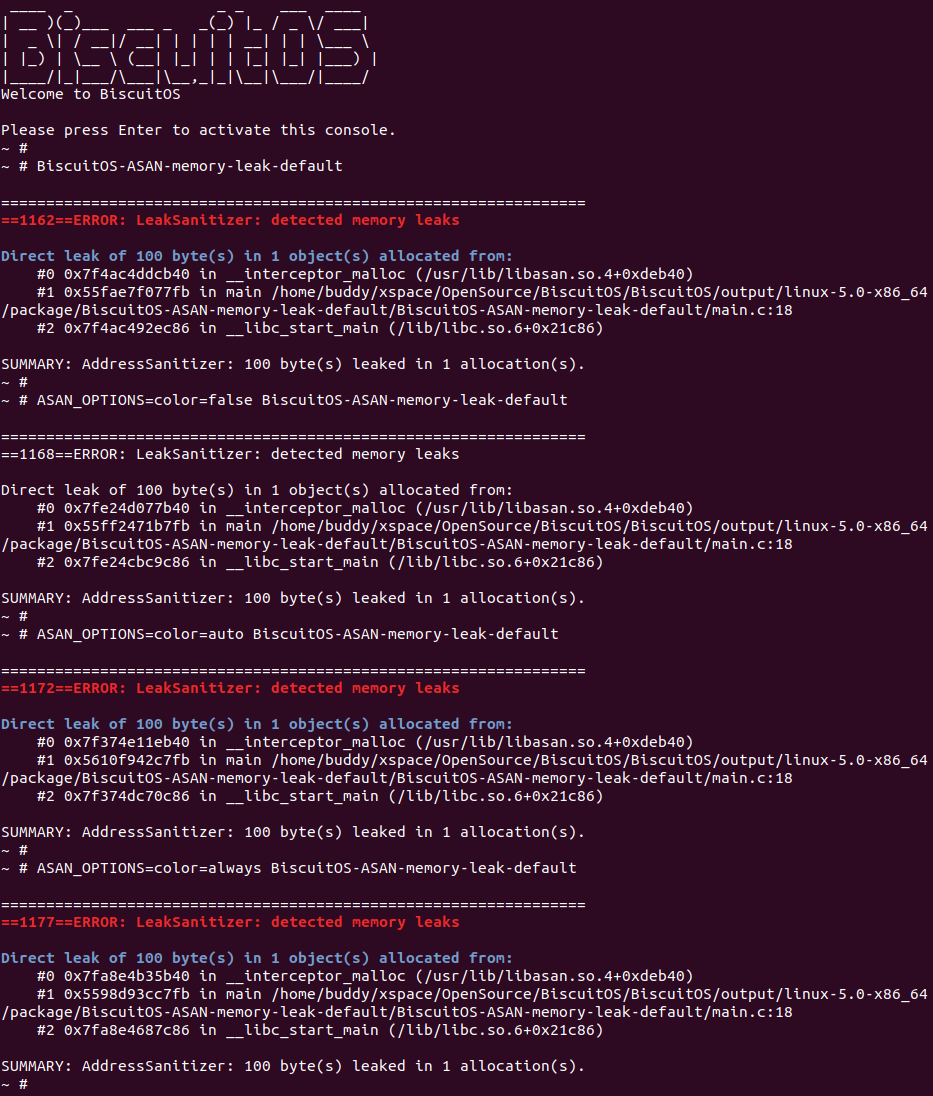 ____  _                _ _    ___  ____
| __ )(_)___  ___ _   _(_) |_ / _ \/ ___|
|  _ \| / __|/ __| | | | | __| | | \___ \
| |_) | \__ \ (__| |_| | | |_| |_| |___) |
|____/|_|___/\___|\__,_|_|\__|\___/|____/
Welcome to BiscuitOS

Please press Enter to activate this console.
~ #
~ # BiscuitOS-ASAN-memory-leak-default

=================================================================
==1162==ERROR: LeakSanitizer: detected memory leaks

Direct leak of 100 byte(s) in 1 object(s) allocated from:
    #0 0x7f4ac4ddcb40 in __interceptor_malloc (/usr/lib/libasan.so.4+0xdeb40)
    #1 0x55fae7f077fb in main /home/buddy/xspace/OpenSource/BiscuitOS/BiscuitOS/output/linux-5.0-x86_64
/package/BiscuitOS-ASAN-memory-leak-default/BiscuitOS-ASAN-memory-leak-default/main.c:18
    #2 0x7f4ac492ec86 in __libc_start_main (/lib/libc.so.6+0x21c86)

SUMMARY: AddressSanitizer: 100 byte(s) leaked in 1 allocation(s).
~ #
~ # ASAN_OPTIONS=color=false BiscuitOS-ASAN-memory-leak-default

=================================================================
==1168==ERROR: LeakSanitizer: detected memory leaks

Direct leak of 100 byte(s) in 1 object(s) allocated from:
    #0 0x7fe24d077b40 in __interceptor_malloc (/usr/lib/libasan.so.4+0xdeb40)
    #1 0x55ff2471b7fb in main /home/buddy/xspace/OpenSource/BiscuitOS/BiscuitOS/output/linux-5.0-x86_64
/package/BiscuitOS-ASAN-memory-leak-default/BiscuitOS-ASAN-memory-leak-default/main.c:18
    #2 0x7fe24cbc9c86 in __libc_start_main (/lib/libc.so.6+0x21c86)

SUMMARY: AddressSanitizer: 100 byte(s) leaked in 1 allocation(s).
~ #
~ # ASAN_OPTIONS=color=auto BiscuitOS-ASAN-memory-leak-default

=================================================================
==1172==ERROR: LeakSanitizer: detected memory leaks

Direct leak of 100 byte(s) in 1 object(s) allocated from:
    #0 0x7f374e11eb40 in __interceptor_malloc (/usr/lib/libasan.so.4+0xdeb40)
    #1 0x5610f942c7fb in main /home/buddy/xspace/OpenSource/BiscuitOS/BiscuitOS/output/linux-5.0-x86_64
/package/BiscuitOS-ASAN-memory-leak-default/BiscuitOS-ASAN-memory-leak-default/main.c:18
    #2 0x7f374dc70c86 in __libc_start_main (/lib/libc.so.6+0x21c86)

SUMMARY: AddressSanitizer: 100 byte(s) leaked in 1 allocation(s).
~ #
~ # ASAN_OPTIONS=color=always BiscuitOS-ASAN-memory-leak-default

=================================================================
==1177==ERROR: LeakSanitizer: detected memory leaks

Direct leak of 100 byte(s) in 1 object(s) allocated from:
    #0 0x7fa8e4b35b40 in __interceptor_malloc (/usr/lib/libasan.so.4+0xdeb40)
    #1 0x5598d93cc7fb in main /home/buddy/xspace/OpenSource/BiscuitOS/BiscuitOS/output/linux-5.0-x86_64
/package/BiscuitOS-ASAN-memory-leak-default/BiscuitOS-ASAN-memory-leak-default/main.c:18
    #2 0x7fa8e4687c86 in __libc_start_main (/lib/libc.so.6+0x21c86)

SUMMARY: AddressSanitizer: 100 byte(s) leaked in 1 allocation(s).
~ #